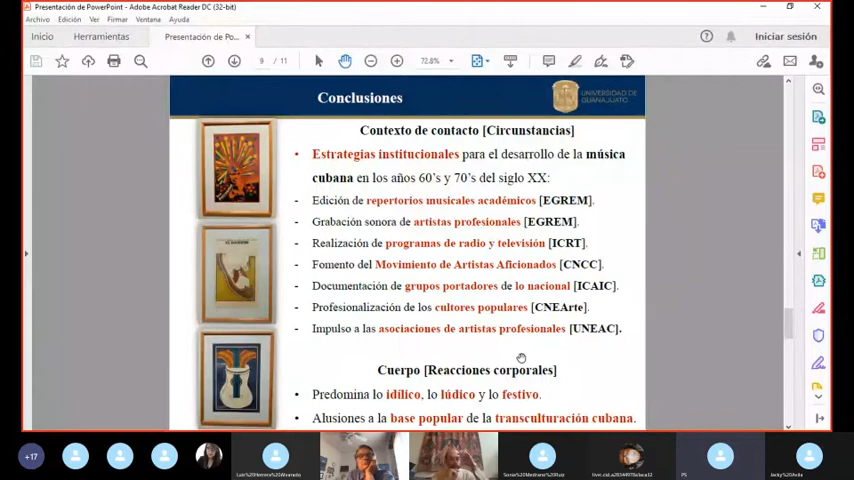 Presentación de PowerPoint - Adobe Acrobat Reader DC (32-bit)
Archivo Edición Ver Firmar Ventana Ayuda
Inicio Herramientas Presentación de Po... × Iniciar sesión
9 / 11 72.8%
Conclusiones
UNIVERSIDAD DE
GUANAJUATO
Contexto de contacto [Circunstancias]
• Estrategias institucionales para el desarrollo de la música
cubana en los años 60's y 70's del siglo XX:
- Edición de repertorios musicales académicos [EGREM].
- Grabación sonora de artistas profesionales [EGREM].
- Realización de programas de radio y televisión [ICRT].
- Fomento del Movimiento de Artistas Aficionados [CNCC].
- Documentación de grupos portadores de lo nacional [ICAIC].
- Profesionalización de los cultores populares [CNEArte].
- Impulso a las asociaciones de artistas profesionales [UNEAC].
Cuerpo [Reacciones corporales]
• Predomina lo idílico, lo lúdico y lo festivo.
• Alusiones a la base popular de la transculturación cubana.
+17
PS